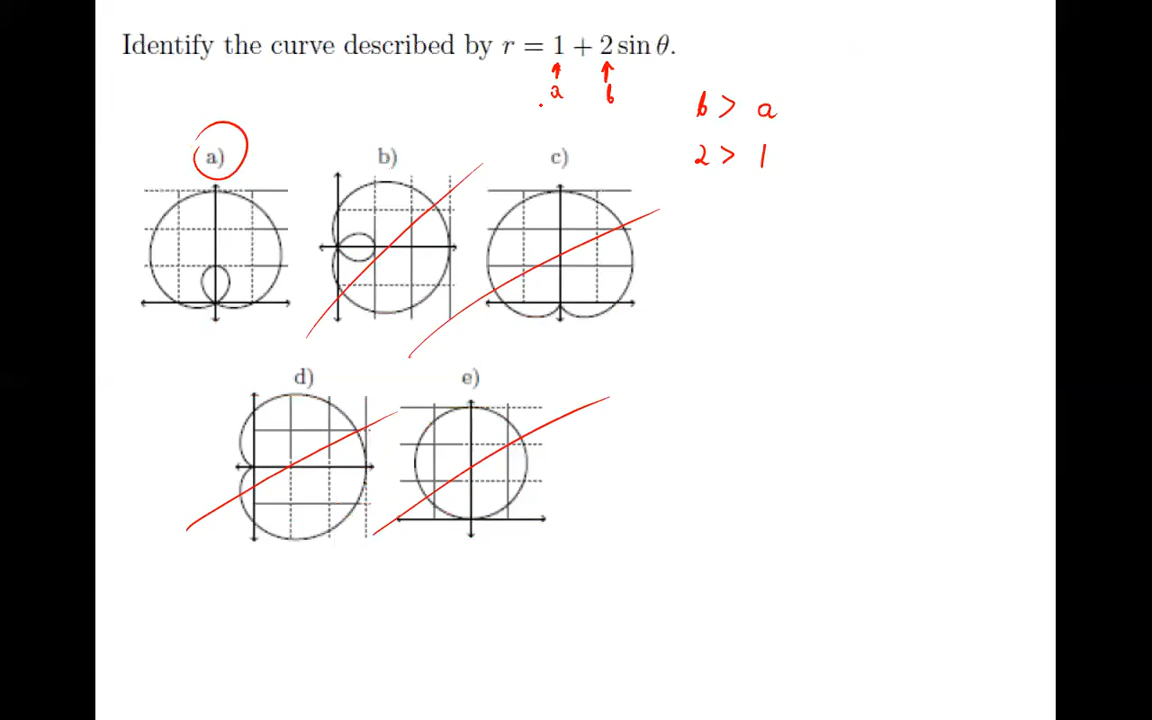 Identify the curve described by r = 1 + 2 sin θ.
a b
b > a
2 > 1
a) b) c)
d) e)